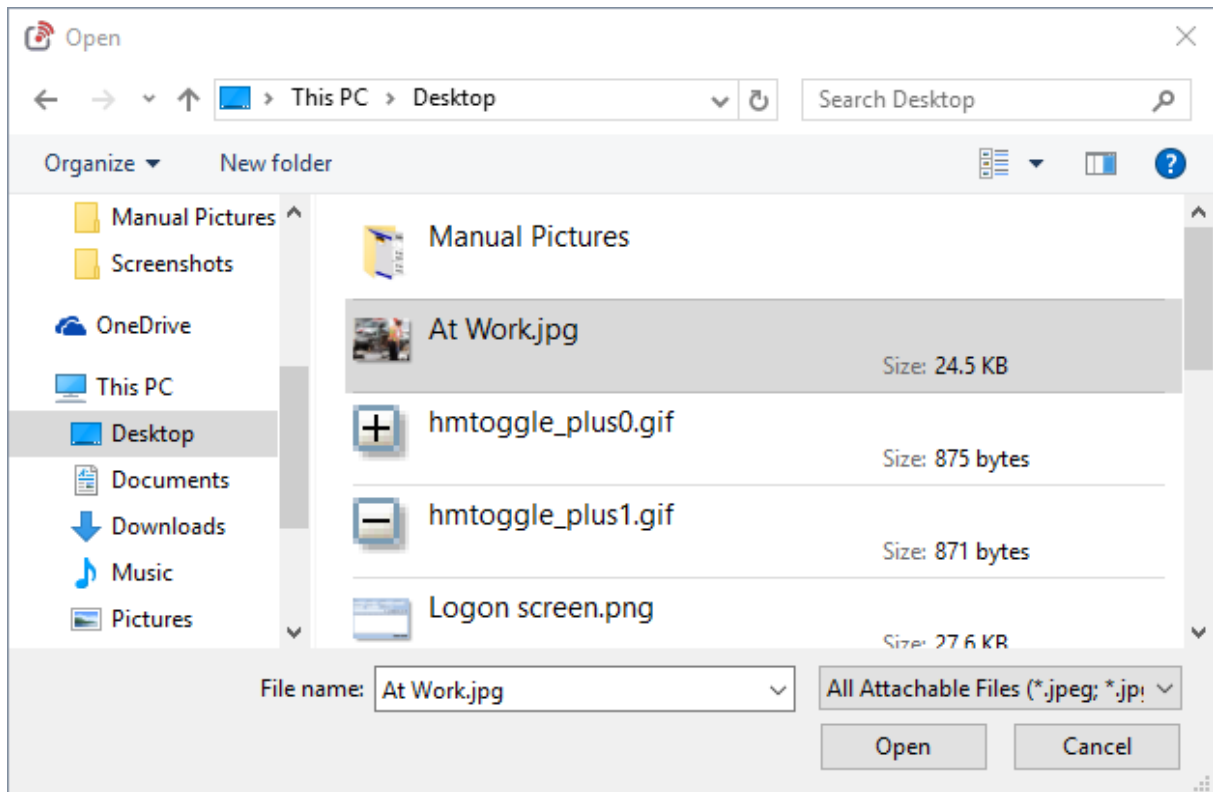 Open
This PC > Desktop
Search Desktop
Organize
New folder
?
Manual Pictures
Screenshots
OneDrive
This PC
Desktop
Documents
Downloads
Music
Pictures
Manual Pictures
At Work.jpg
Size: 24.5 KB
hmtoggle_plus0.gif
Size: 875 bytes
hmtoggle_plus1.gif
Size: 871 bytes
Logon screen.png
Size: 27.6 KB
File name: At Work.jpg
All Attachable Files (*.jpeg; *.jp
Open
Cancel